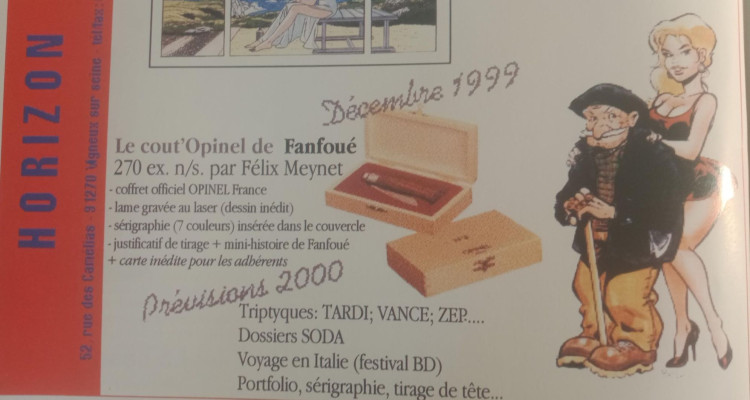 HORIZON
52, rue des Camélias - 91270 Vigneux sur seine - tel.fax:
Décembre 1999
Le cout'Opinel de Fanfoué
270 ex. n/s. par Félix Meynet
- coffret officiel OPINEL France
- lame gravée au laser (dessin inédit)
- sérigraphie (7 couleurs) insérée dans le couvercle
- justificatif de tirage + mini-histoire de Fanfoué
+ carte inédite pour les adhérents
Prévisions 2000
Triptyques: TARDI; VANCE; ZEP....
Dossiers SODA
Voyage en Italie (festival BD)
Portfolio, sérigraphie, tirage de tête...